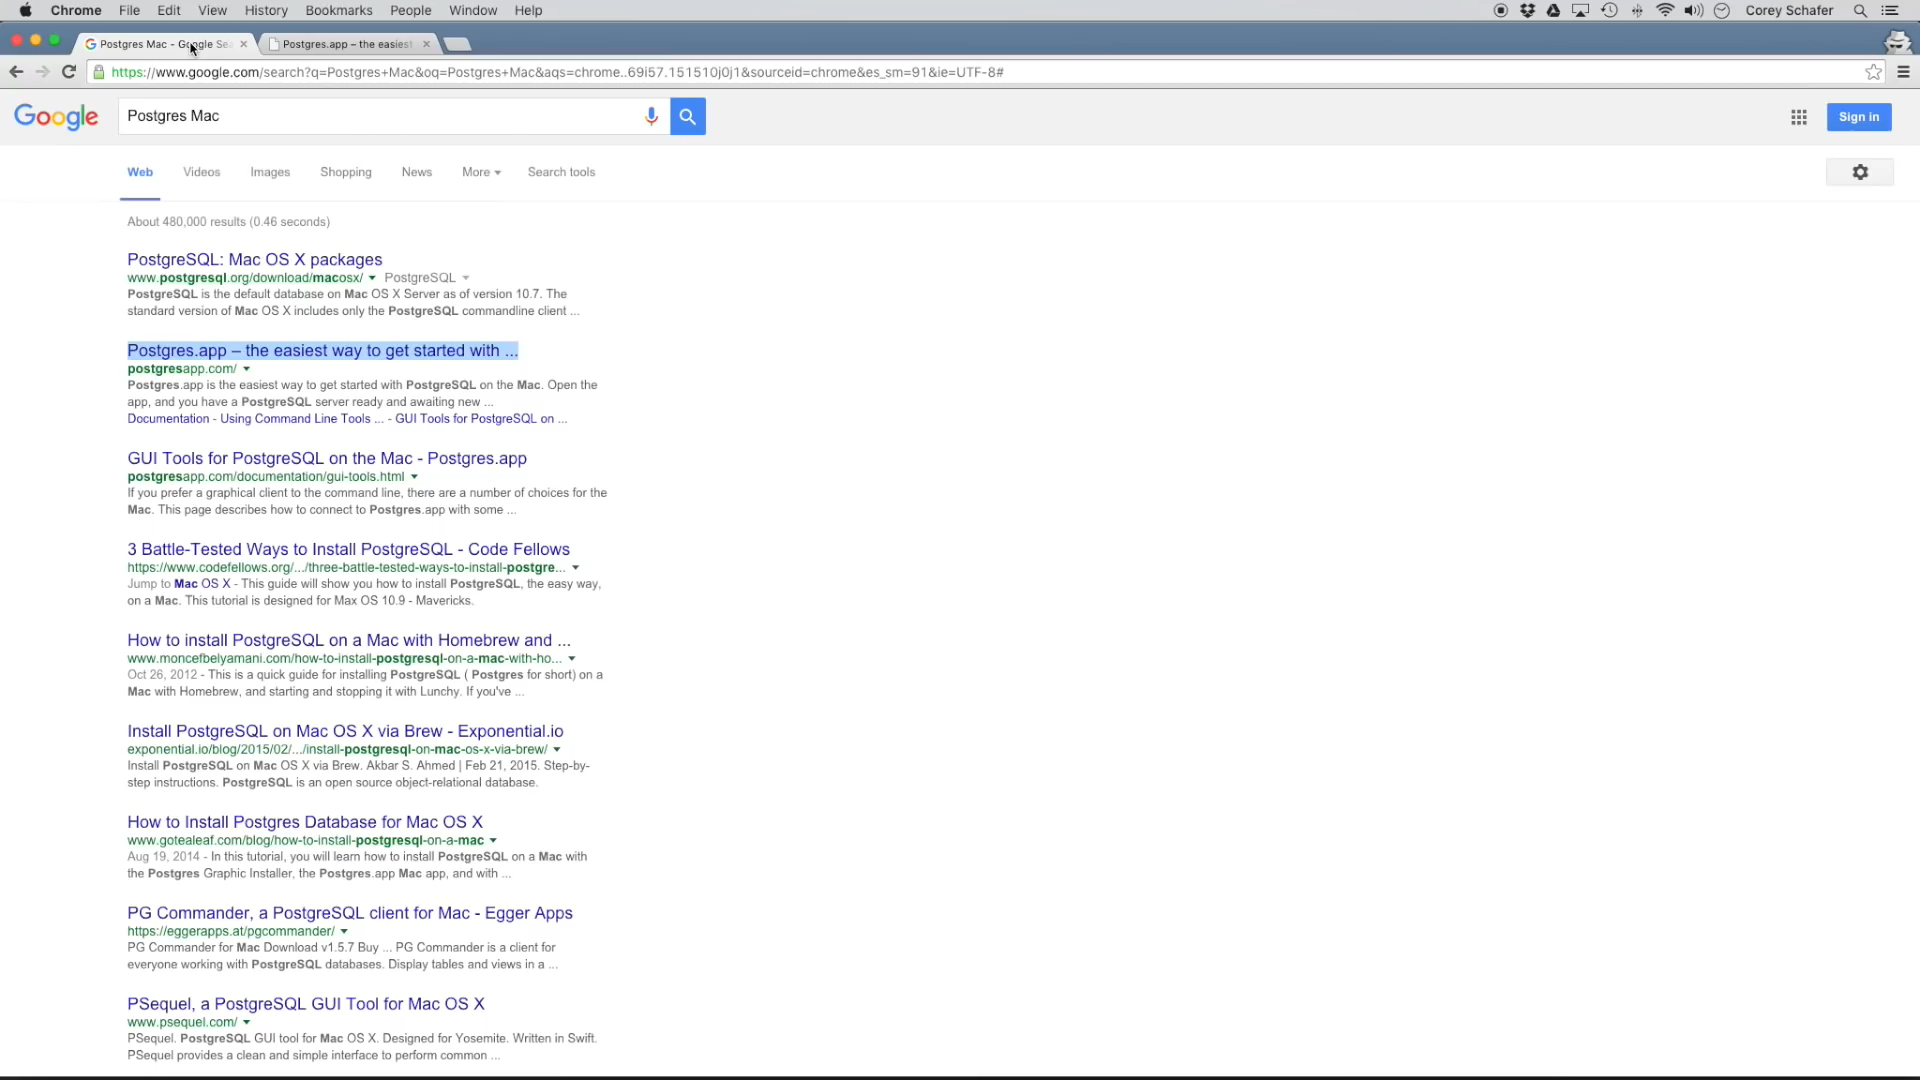 Chrome File Edit View History Bookmarks People Window Help Corey Schafer
Postgres Mac - Google Sea Postgres.app – the easiest
https://www.google.com/search?q=Postgres+Mac&oq=Postgres+Mac&aqs=chrome..69i57.151510j0j1&sourceid=chrome&es_sm=91&ie=UTF-8#
Google Postgres Mac Sign in
Web Videos Images Shopping News More Search tools
About 480,000 results (0.46 seconds)
PostgreSQL: Mac OS X packages
www.postgresql.org/download/macosx/ PostgreSQL
PostgreSQL is the default database on Mac OS X Server as of version 10.7. The
standard version of Mac OS X includes only the PostgreSQL commandline client ...
Postgres.app – the easiest way to get started with ...
postgresapp.com/
Postgres.app is the easiest way to get started with PostgreSQL on the Mac. Open the
app, and you have a PostgreSQL server ready and awaiting new ...
Documentation - Using Command Line Tools ... - GUI Tools for PostgreSQL on ...
GUI Tools for PostgreSQL on the Mac - Postgres.app
postgresapp.com/documentation/gui-tools.html
If you prefer a graphical client to the command line, there are a number of choices for the
Mac. This page describes how to connect to Postgres.app with some ...
3 Battle-Tested Ways to Install PostgreSQL - Code Fellows
https://www.codefellows.org/.../three-battle-tested-ways-to-install-postgre...
Jump to Mac OS X - This guide will show you how to install PostgreSQL, the easy way,
on a Mac. This tutorial is designed for Max OS 10.9 - Mavericks.
How to install PostgreSQL on a Mac with Homebrew and ...
www.moncefbelyamani.com/how-to-install-postgresql-on-a-mac-with-ho...
Oct 26, 2012 - This is a quick guide for installing PostgreSQL ( Postgres for short) on a
Mac with Homebrew, and starting and stopping it with Lunchy. If you've ...
Install PostgreSQL on Mac OS X via Brew - Exponential.io
exponential.io/blog/2015/02/.../install-postgresql-on-mac-os-x-via-brew/
Install PostgreSQL on Mac OS X via Brew. Akbar S. Ahmed | Feb 21, 2015. Step-by-
step instructions. PostgreSQL is an open source object-relational database.
How to Install Postgres Database for Mac OS X
www.gotealeaf.com/blog/how-to-install-postgresql-on-a-mac
Aug 19, 2014 - In this tutorial, you will learn how to install PostgreSQL on a Mac with
the Postgres Graphic Installer, the Postgres.app Mac app, and with ...
PG Commander, a PostgreSQL client for Mac - Egger Apps
https://eggerapps.at/pgcommander/
PG Commander for Mac Download v1.5.7 Buy ... PG Commander is a client for
everyone working with PostgreSQL databases. Display tables and views in a ...
PSequel, a PostgreSQL GUI Tool for Mac OS X
www.psequel.com/
PSequel. PostgreSQL GUI tool for Mac OS X. Designed for Yosemite. Written in Swift.
PSequel provides a clean and simple interface to perform common ...